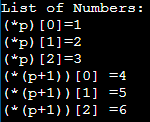 List of Numbers:
(*p)[0]=1
(*p)[1]=2
(*p)[2]=3
(*(p+1))[0] =4
(*(p+1))[1] =5
(*(p+1))[2] =6